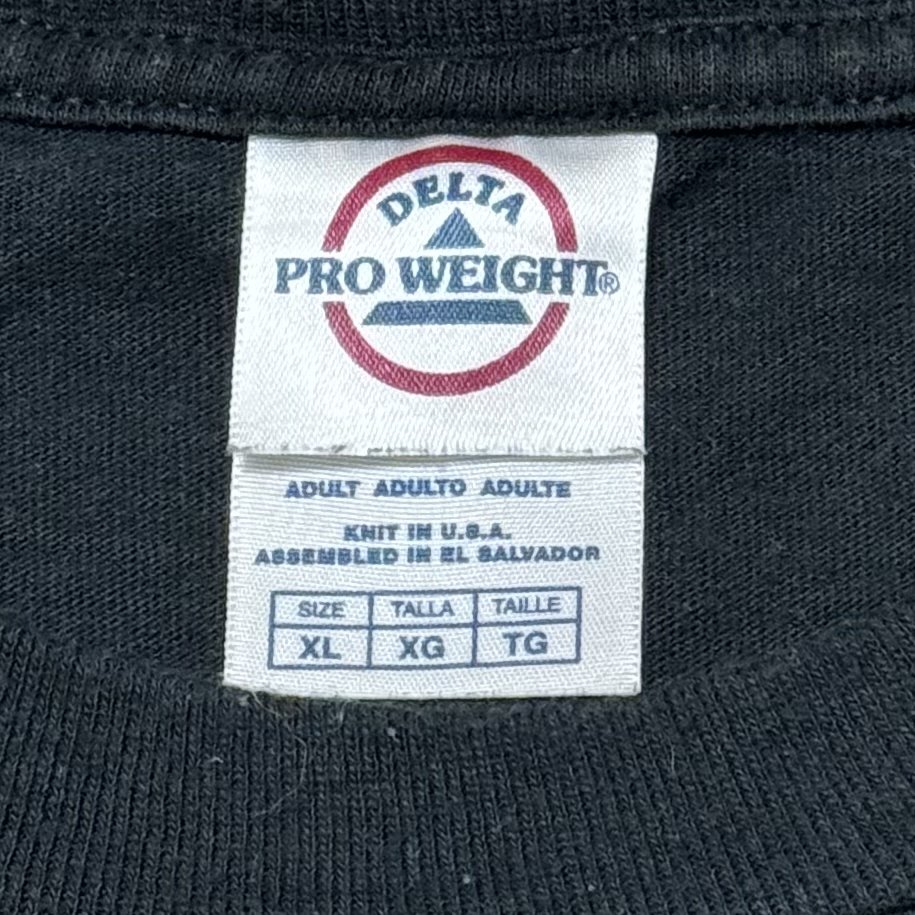 DELTA
PRO WEIGHT®
ADULT ADULTO ADULTE
KNIT IN U.S.A.
ASSEMBLED IN EL SALVADOR
SIZE TALLA TAILLE
XL XG TG